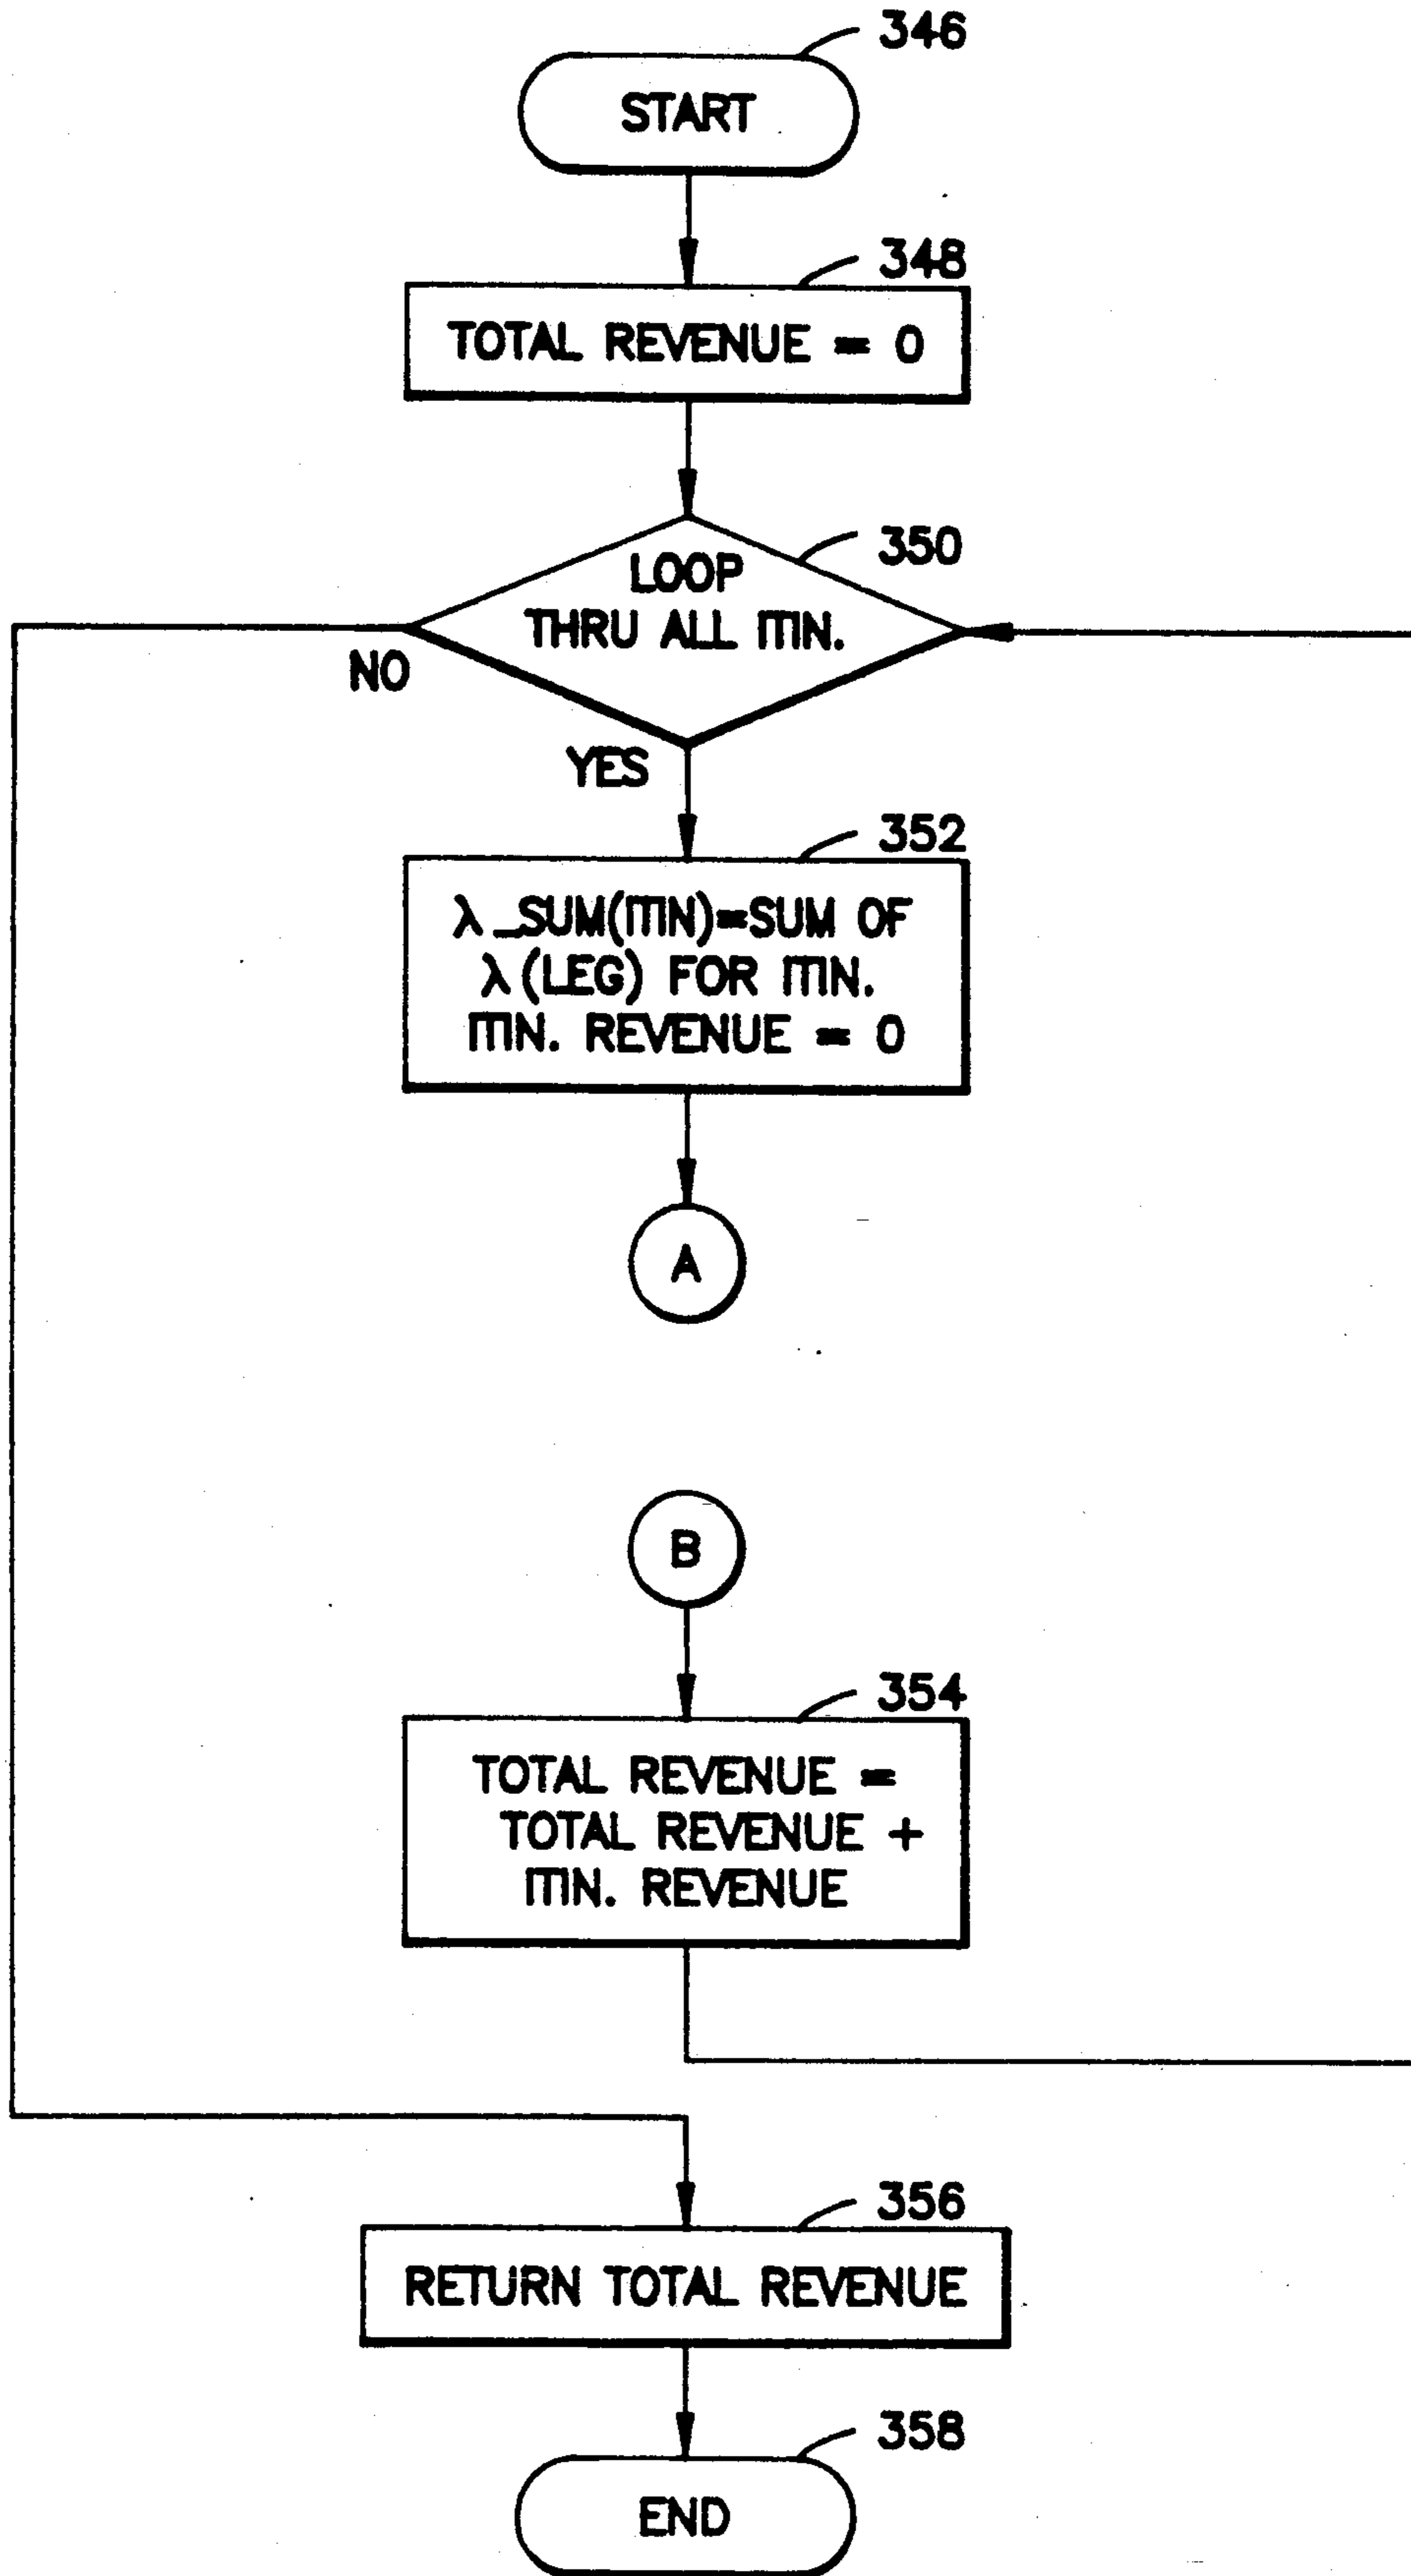 346
START
348
TOTAL REVENUE = 0
350
LOOP
THRU ALL ITIN.
NO
YES
352
λ_SUM(ITIN)=SUM OF
λ(LEG) FOR ITIN.
ITIN. REVENUE = 0
A
B
354
TOTAL REVENUE =
TOTAL REVENUE +
ITIN. REVENUE
356
RETURN TOTAL REVENUE
358
END